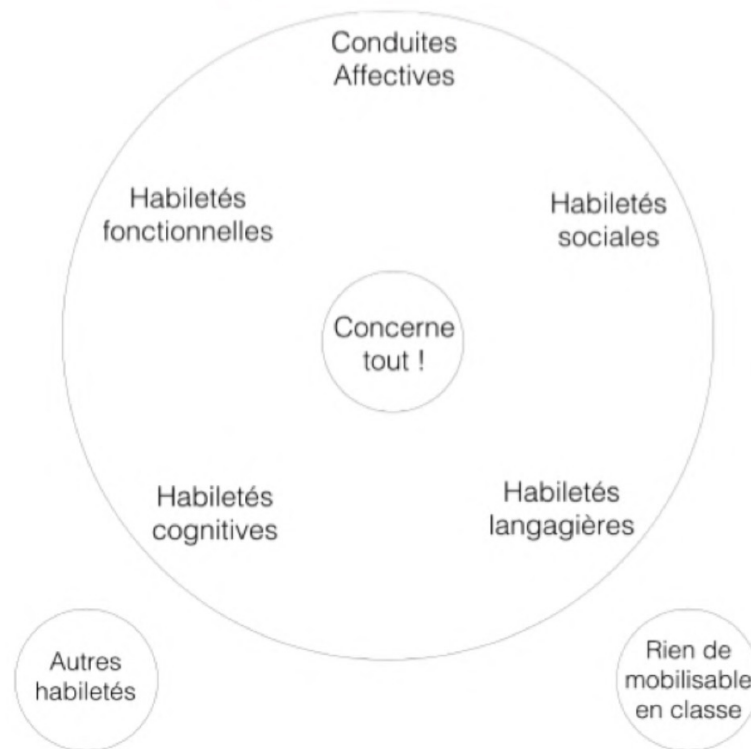 Conduites
Affectives
Habiletés
fonctionnelles
Habiletés
sociales
Concerne
tout !
Habiletés
cognitives
Habiletés
langagières
Autres
habiletés
Rien de
mobilisable
en classe